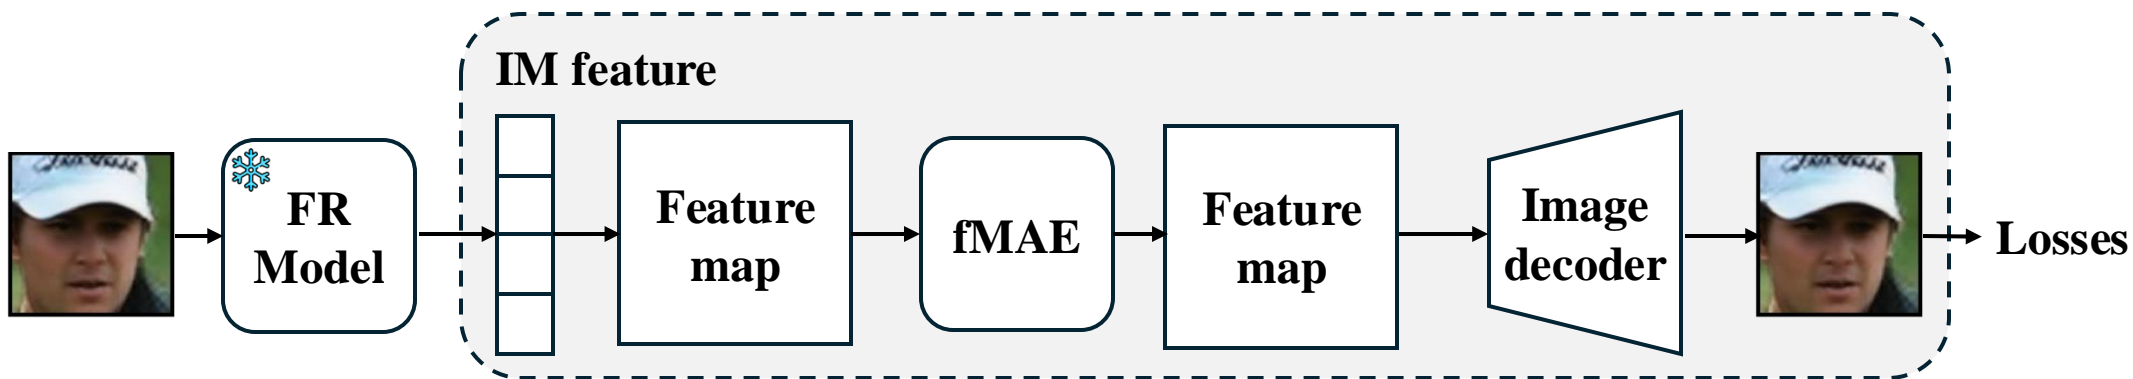 IM feature
FR
Model
Feature
map
fMAE
Feature
map
Image
decoder
Losses